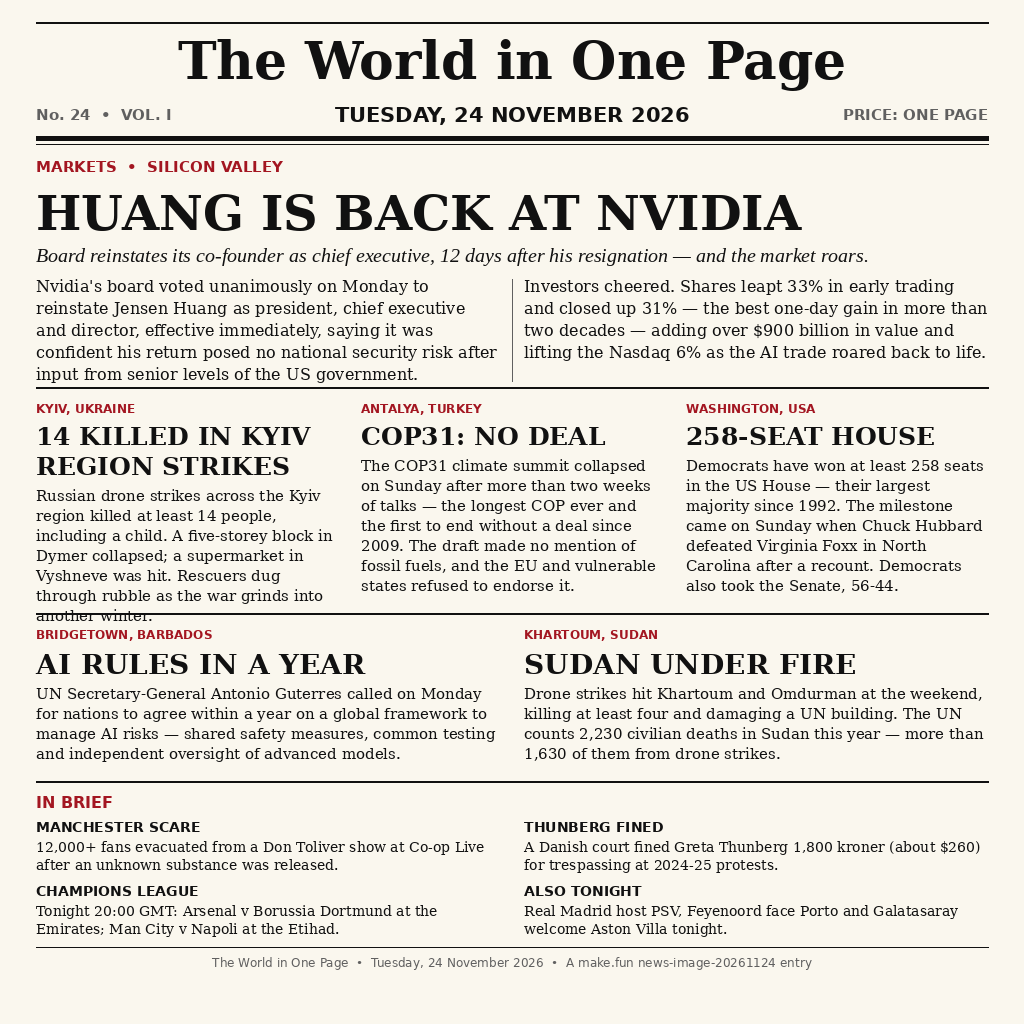 The World in One Page
No. 24 • VOL. I
TUESDAY, 24 NOVEMBER 2026
PRICE: ONE PAGE
MARKETS • SILICON VALLEY
HUANG IS BACK AT NVIDIA
Board reinstates its co-founder as chief executive, 12 days after his resignation — and the market roars.
Nvidia's board voted unanimously on Monday to
reinstate Jensen Huang as president, chief executive
and director, effective immediately, saying it was
confident his return posed no national security risk after
input from senior levels of the US government.
Investors cheered. Shares leapt 33% in early trading
and closed up 31% — the best one-day gain in more than
two decades — adding over $900 billion in value and
lifting the Nasdaq 6% as the AI trade roared back to life.
KYIV, UKRAINE
14 KILLED IN KYIV
REGION STRIKES
Russian drone strikes across the Kyiv
region killed at least 14 people,
including a child. A five-storey block in
Dymer collapsed; a supermarket in
Vyshneve was hit. Rescuers dug
through rubble as the war grinds into
another winter.
ANTALYA, TURKEY
COP31: NO DEAL
The COP31 climate summit collapsed
on Sunday after more than two weeks
of talks — the longest COP ever and
the first to end without a deal since
2009. The draft made no mention of
fossil fuels, and the EU and vulnerable
states refused to endorse it.
WASHINGTON, USA
258-SEAT HOUSE
Democrats have won at least 258 seats
in the US House — their largest
majority since 1992. The milestone
came on Sunday when Chuck Hubbard
defeated Virginia Foxx in North
Carolina after a recount. Democrats
also took the Senate, 56-44.
BRIDGETOWN, BARBADOS
AI RULES IN A YEAR
UN Secretary-General Antonio Guterres called on Monday
for nations to agree within a year on a global framework to
manage AI risks — shared safety measures, common testing
and independent oversight of advanced models.
KHARTOUM, SUDAN
SUDAN UNDER FIRE
Drone strikes hit Khartoum and Omdurman at the weekend,
killing at least four and damaging a UN building. The UN
counts 2,230 civilian deaths in Sudan this year — more than
1,630 of them from drone strikes.
IN BRIEF
MANCHESTER SCARE
12,000+ fans evacuated from a Don Toliver show at Co-op Live
after an unknown substance was released.
THUNBERG FINED
A Danish court fined Greta Thunberg 1,800 kroner (about $260)
for trespassing at 2024-25 protests.
CHAMPIONS LEAGUE
Tonight 20:00 GMT: Arsenal v Borussia Dortmund at the
Emirates; Man City v Napoli at the Etihad.
ALSO TONIGHT
Real Madrid host PSV, Feyenoord face Porto and Galatasaray
welcome Aston Villa tonight.
The World in One Page • Tuesday, 24 November 2026 • A make.fun news-image-20261124 entry